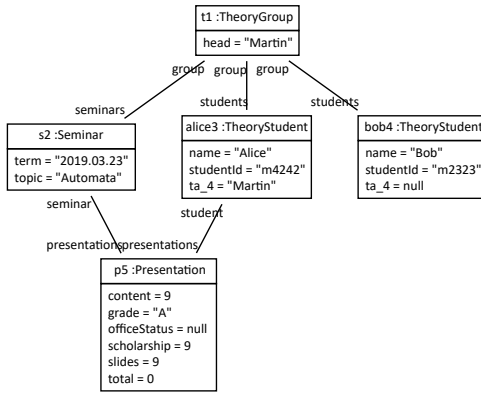 t1 :TheoryGroup
head = "Martin"
group
group
group
seminars
students
students
s2 :Seminar
term = "2019.03.23"
topic = "Automata"
alice3 :TheoryStudent
name = "Alice"
studentId = "m4242"
ta_4 = "Martin"
bob4 :TheoryStudent
name = "Bob"
studentId = "m2323"
ta_4 = null
seminar
student
presentations
presentations
p5 :Presentation
content = 9
grade = "A"
officeStatus = null
scholarship = 9
slides = 9
total = 0